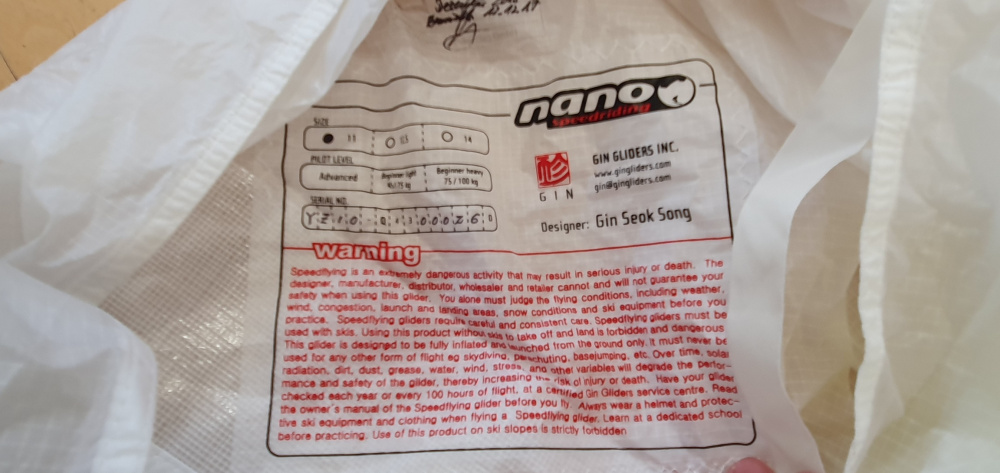 12.12.17
nano
speedriding
SIZE
11 14
PILOT LEVEL
Advanced Beginner light Beginner heavy
75 / 100 kg
SERIAL NO.
GIN GLIDERS INC.
www.gingliders.com
gin@gingliders.com
GIN
Designer: Gin Seok Song
warning
Speedflying is an extremely dangerous activity that may result in serious injury or death. The
designer, manufacturer, distributor, wholesaler and retailer cannot and will not guarantee your
safety when using this glider. You alone must judge the flying conditions, including weather,
wind, congestion, launch and landing areas, snow conditions and ski equipment before you
practice. Speedflying gliders require careful and consistent care. Speedflying gliders must be
used with skis. Using this product without skis to take off and land is forbidden and dangerous
This glider is designed to be fully inflated and launched from the ground only. It must never be
used for any other form of flight eg skydiving, parachuting, basejumping, etc. Over time, solar
radiation, dirt, dust, grease, water, wind, stress, and other variables will degrade the perfor-
mance and safety of the glider, thereby increasing the risk of injury or death. Have your glider
checked each year or every 100 hours of flight, at a certified Gin Gliders service centre. Read
the owner's manual of the Speedflying glider before you fly. Always wear a helmet and protec-
tive ski equipment and clothing when flying a Speedflying glider. Learn at a dedicated school
before practicing. Use of this product on ski slopes is strictly forbidden